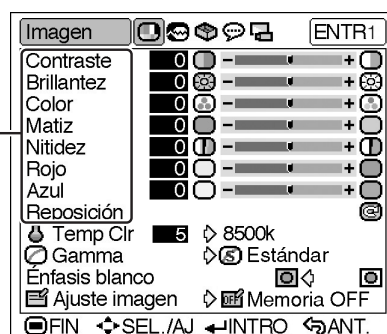 Imagen ENTR1
Contraste 0 - +
Brillantez 0 - +
Color 0 - +
Matiz 0 - +
Nitidez 0 - +
Rojo 0 - +
Azul 0 - +
Reposición
Temp Clr 5 8500k
Gamma S Estándar
Énfasis blanco
Ajuste imagen OFF Memoria OFF
FIN SEL./AJ INTRO ANT.